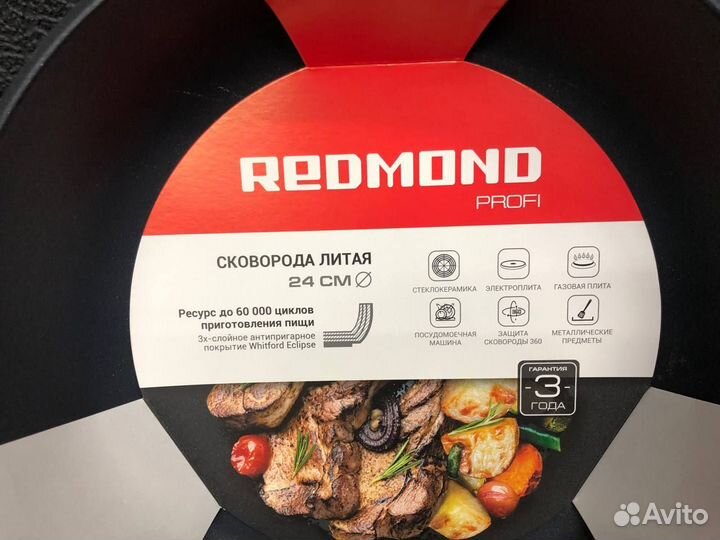 REDMOND
PROFI
СКОВОРОДА ЛИТАЯ
24 СМ
Ресурс до 60 000 циклов
приготовления пищи
3х-слойное антипригарное
покрытие Whitford Eclipse
СТЕКЛОКЕРАМИКА
ЭЛЕКТРОПЛИТА
ГАЗОВАЯ ПЛИТА
ПОСУДОМОЕЧНАЯ
МАШИНА
ЗАЩИТА
СКОВОРОДЫ 360
МЕТАЛЛИЧЕСКИЕ
ПРЕДМЕТЫ
ГАРАНТИЯ
3
ГОДА
Avito